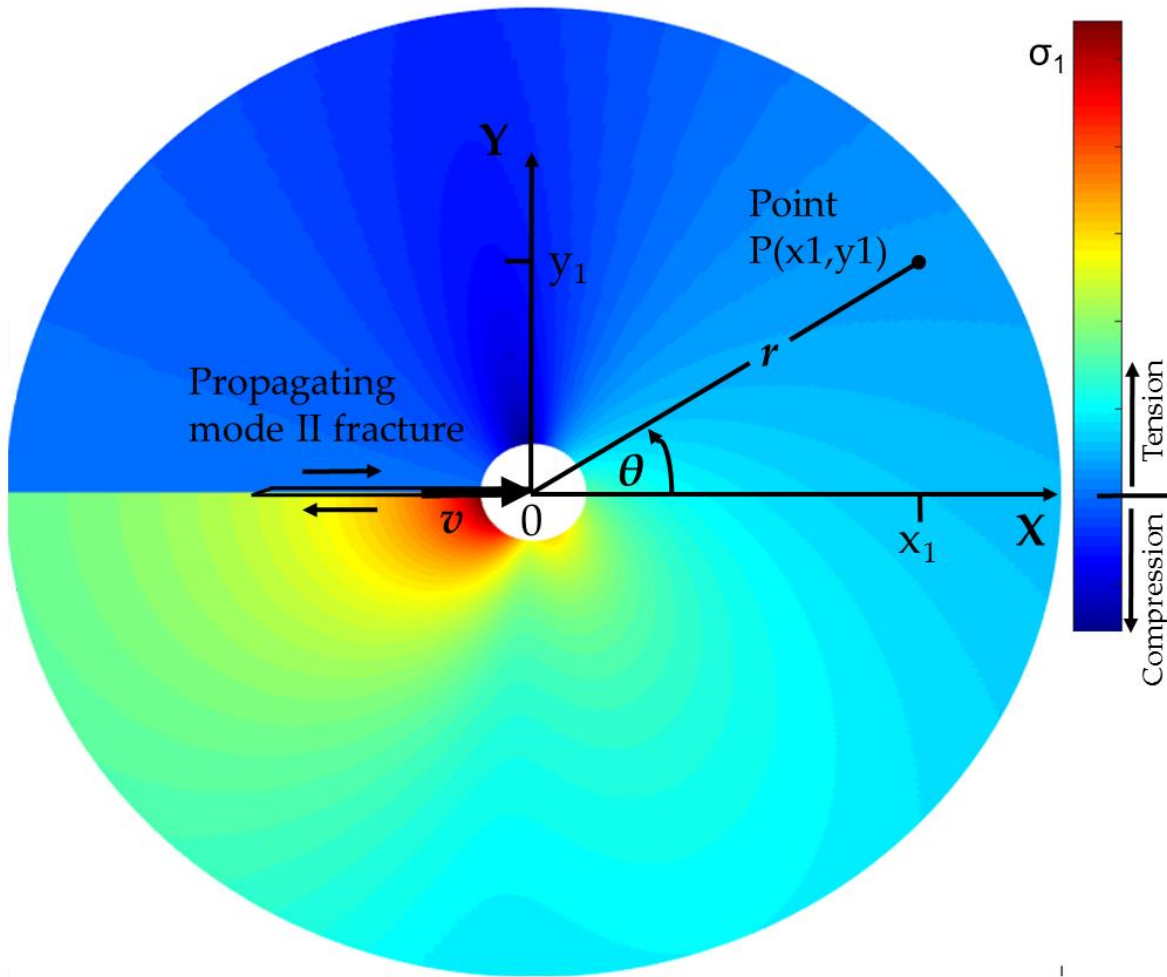 σ₁
Y
Point
P(x1,y1)
y₁
r
Propagating
mode II fracture
θ
v
0
x₁
X
Tension
Compression